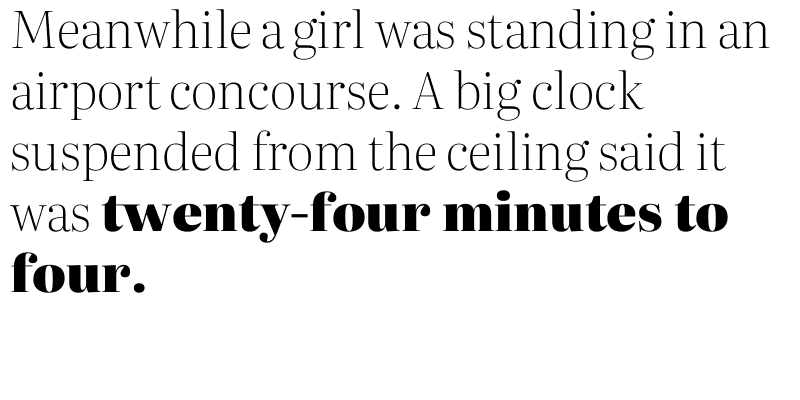 Meanwhile a girl was standing in an
airport concourse. A big clock
suspended from the ceiling said it
was twenty-four minutes to
four.